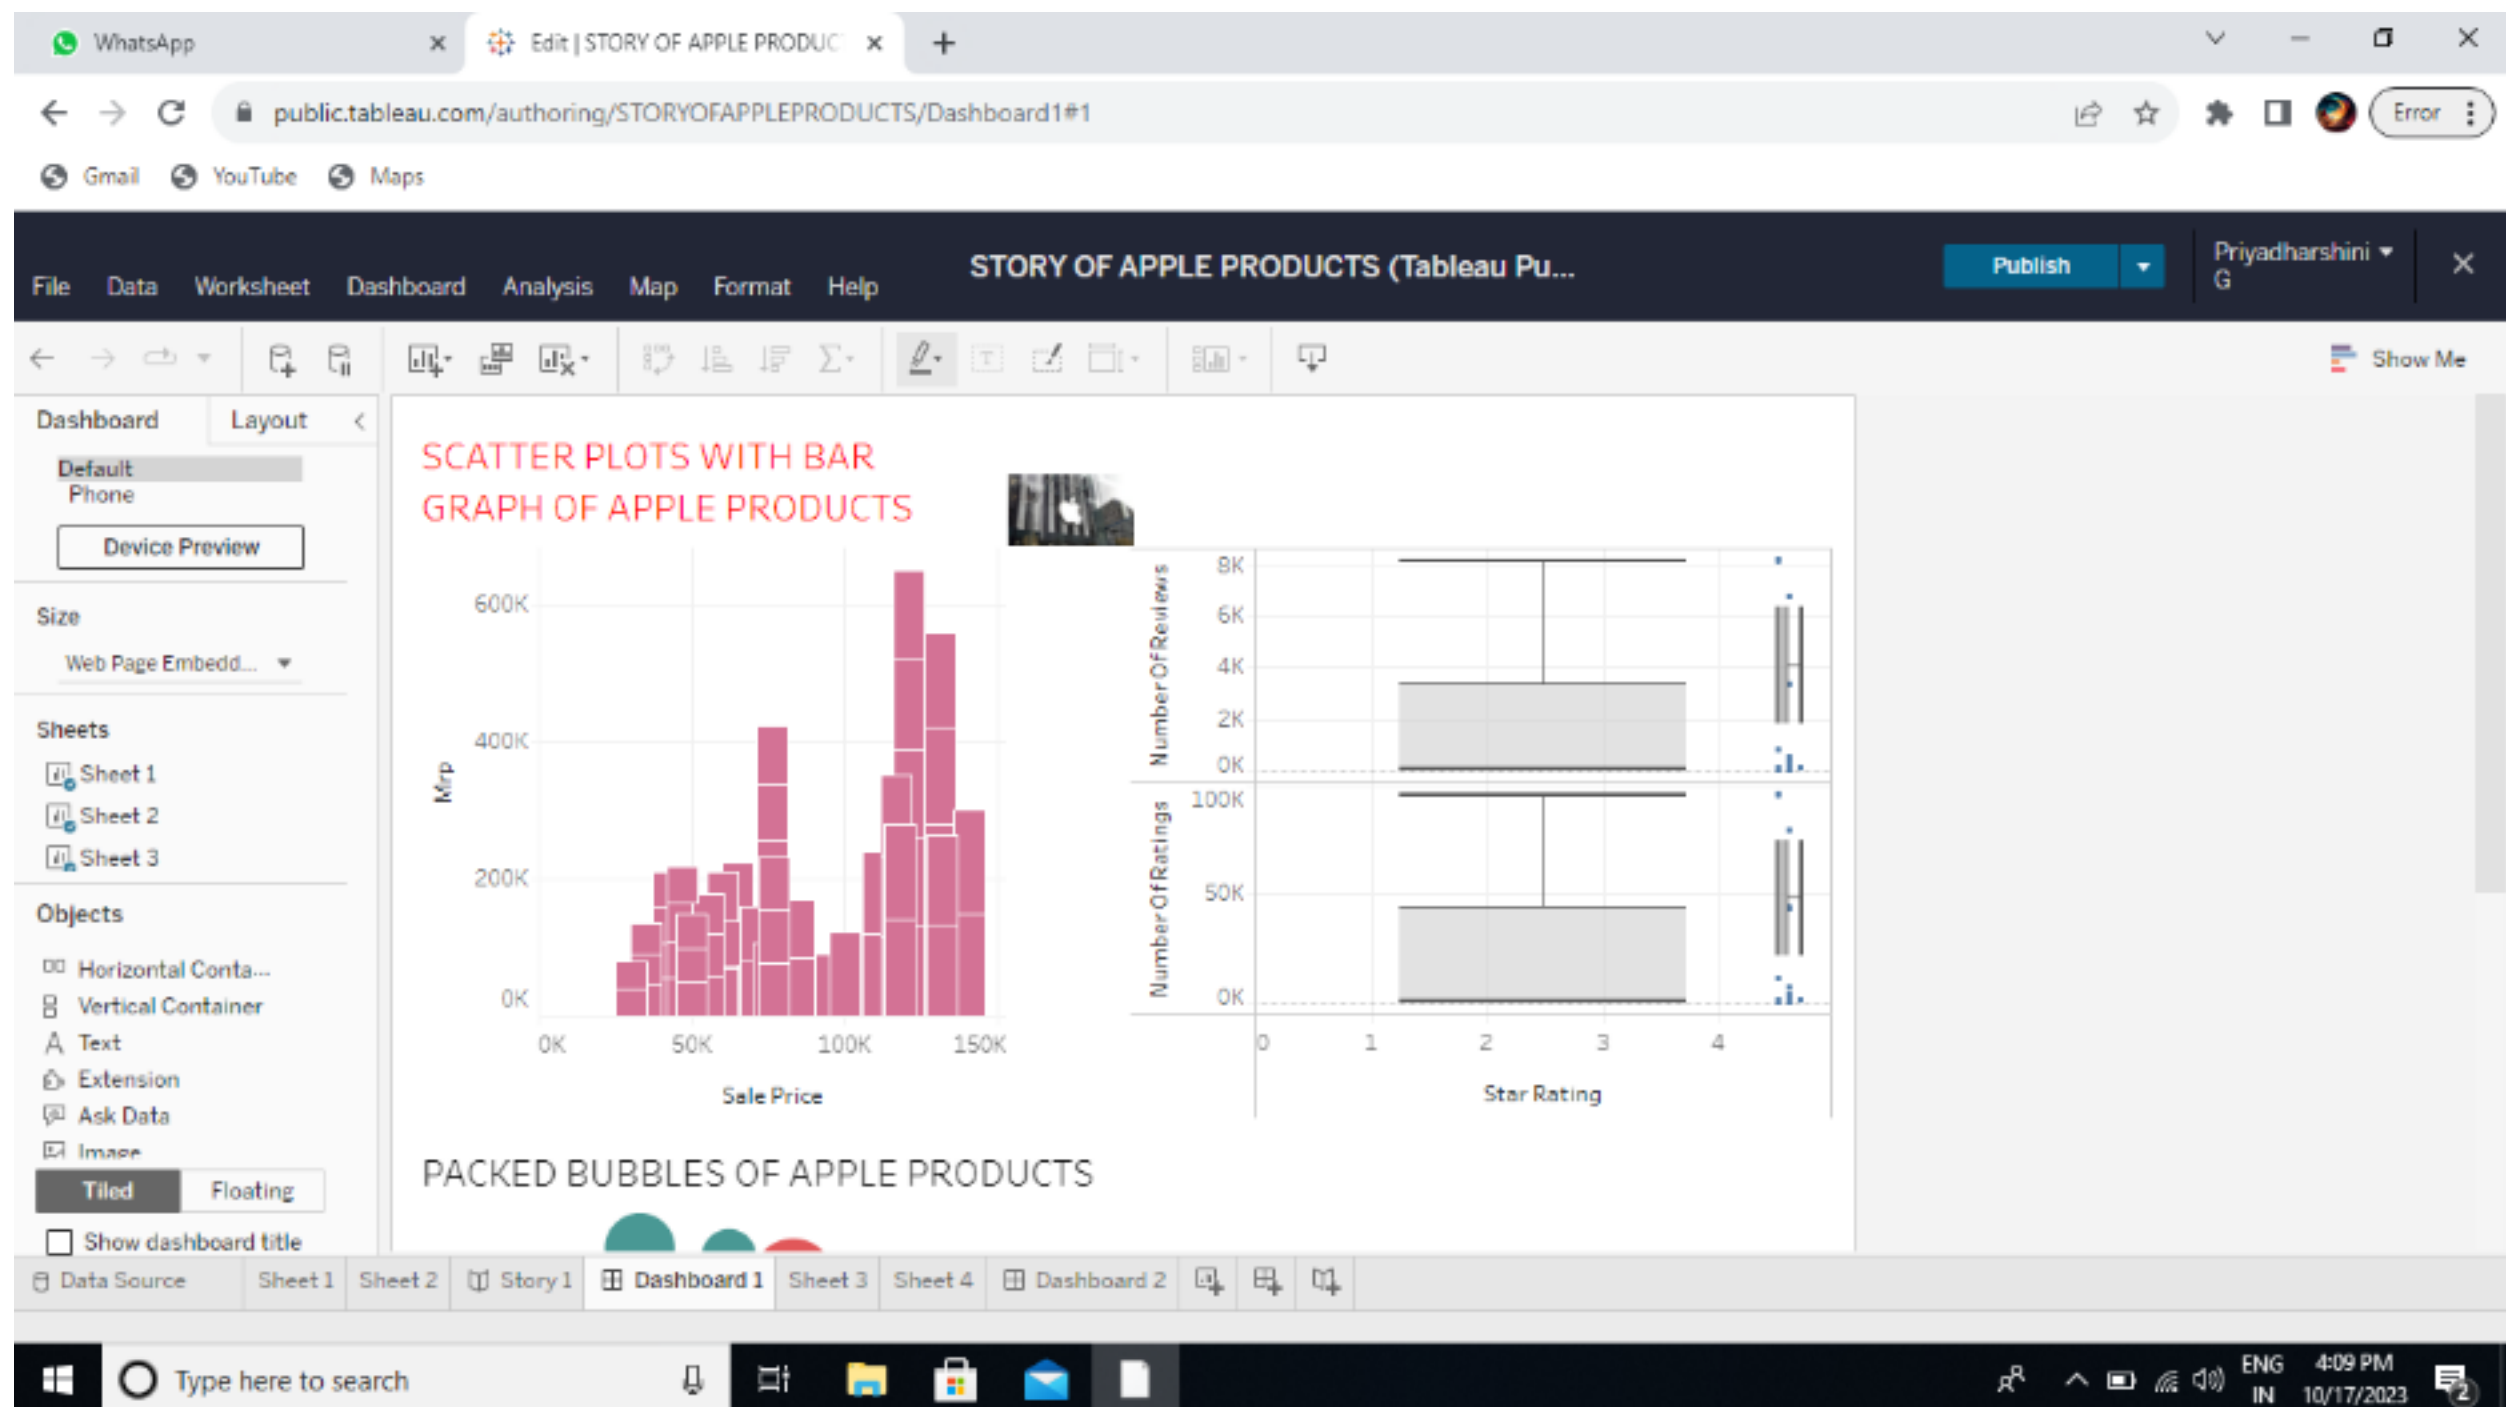 WhatsApp
Edit | STORY OF APPLE PRODUC
public.tableau.com/authoring/STORYOFAPPLEPRODUCTS/Dashboard1#1
Error
Gmail YouTube Maps
File Data Worksheet Dashboard Analysis Map Format Help
STORY OF APPLE PRODUCTS (Tableau Pu...
Publish
Priyadharshini
G
Show Me
Dashboard Layout
Default
Phone
Device Preview
Size
Web Page Embedd...
Sheets
Sheet 1
Sheet 2
Sheet 3
Objects
Horizontal Conta...
Vertical Container
Text
Extension
Ask Data
Image
Tiled Floating
Show dashboard title
SCATTER PLOTS WITH BAR
GRAPH OF APPLE PRODUCTS
Mrp
600K
400K
200K
0K
0K 50K 100K 150K
Sale Price
NumberOfReviews
8K
6K
4K
2K
0K
NumberOfRatings
100K
50K
0K
0 1 2 3 4
Star Rating
PACKED BUBBLES OF APPLE PRODUCTS
Data Source Sheet 1 Sheet 2 Story 1 Dashboard 1 Sheet 3 Sheet 4 Dashboard 2
Type here to search
ENG
IN
4:09 PM
10/17/2023
2